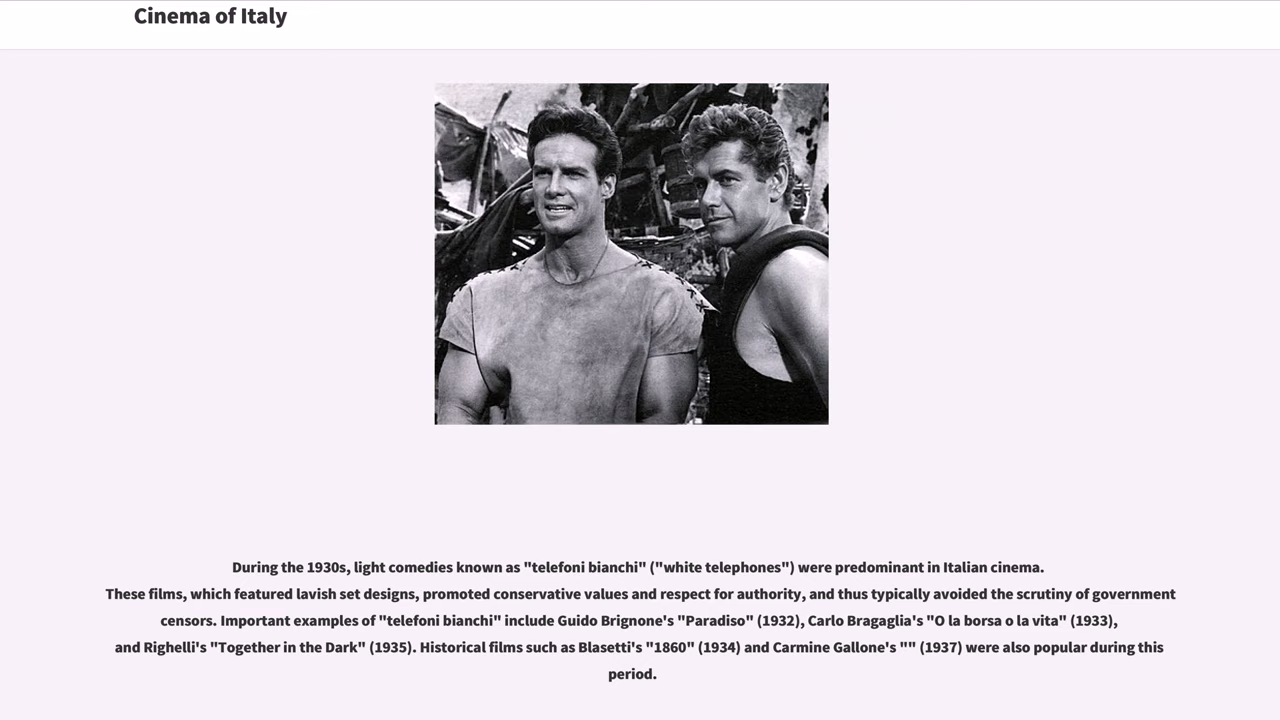 Cinema of Italy
During the 1930s, light comedies known as "telefoni bianchi" ("white telephones") were predominant in Italian cinema.
These films, which featured lavish set designs, promoted conservative values and respect for authority, and thus typically avoided the scrutiny of government
censors. Important examples of "telefoni bianchi" include Guido Brignone's "Paradiso" (1932), Carlo Bragaglia's "O la borsa o la vita" (1933),
and Righelli's "Together in the Dark" (1935). Historical films such as Blasetti's "1860" (1934) and Carmine Gallone's "" (1937) were also popular during this
period.